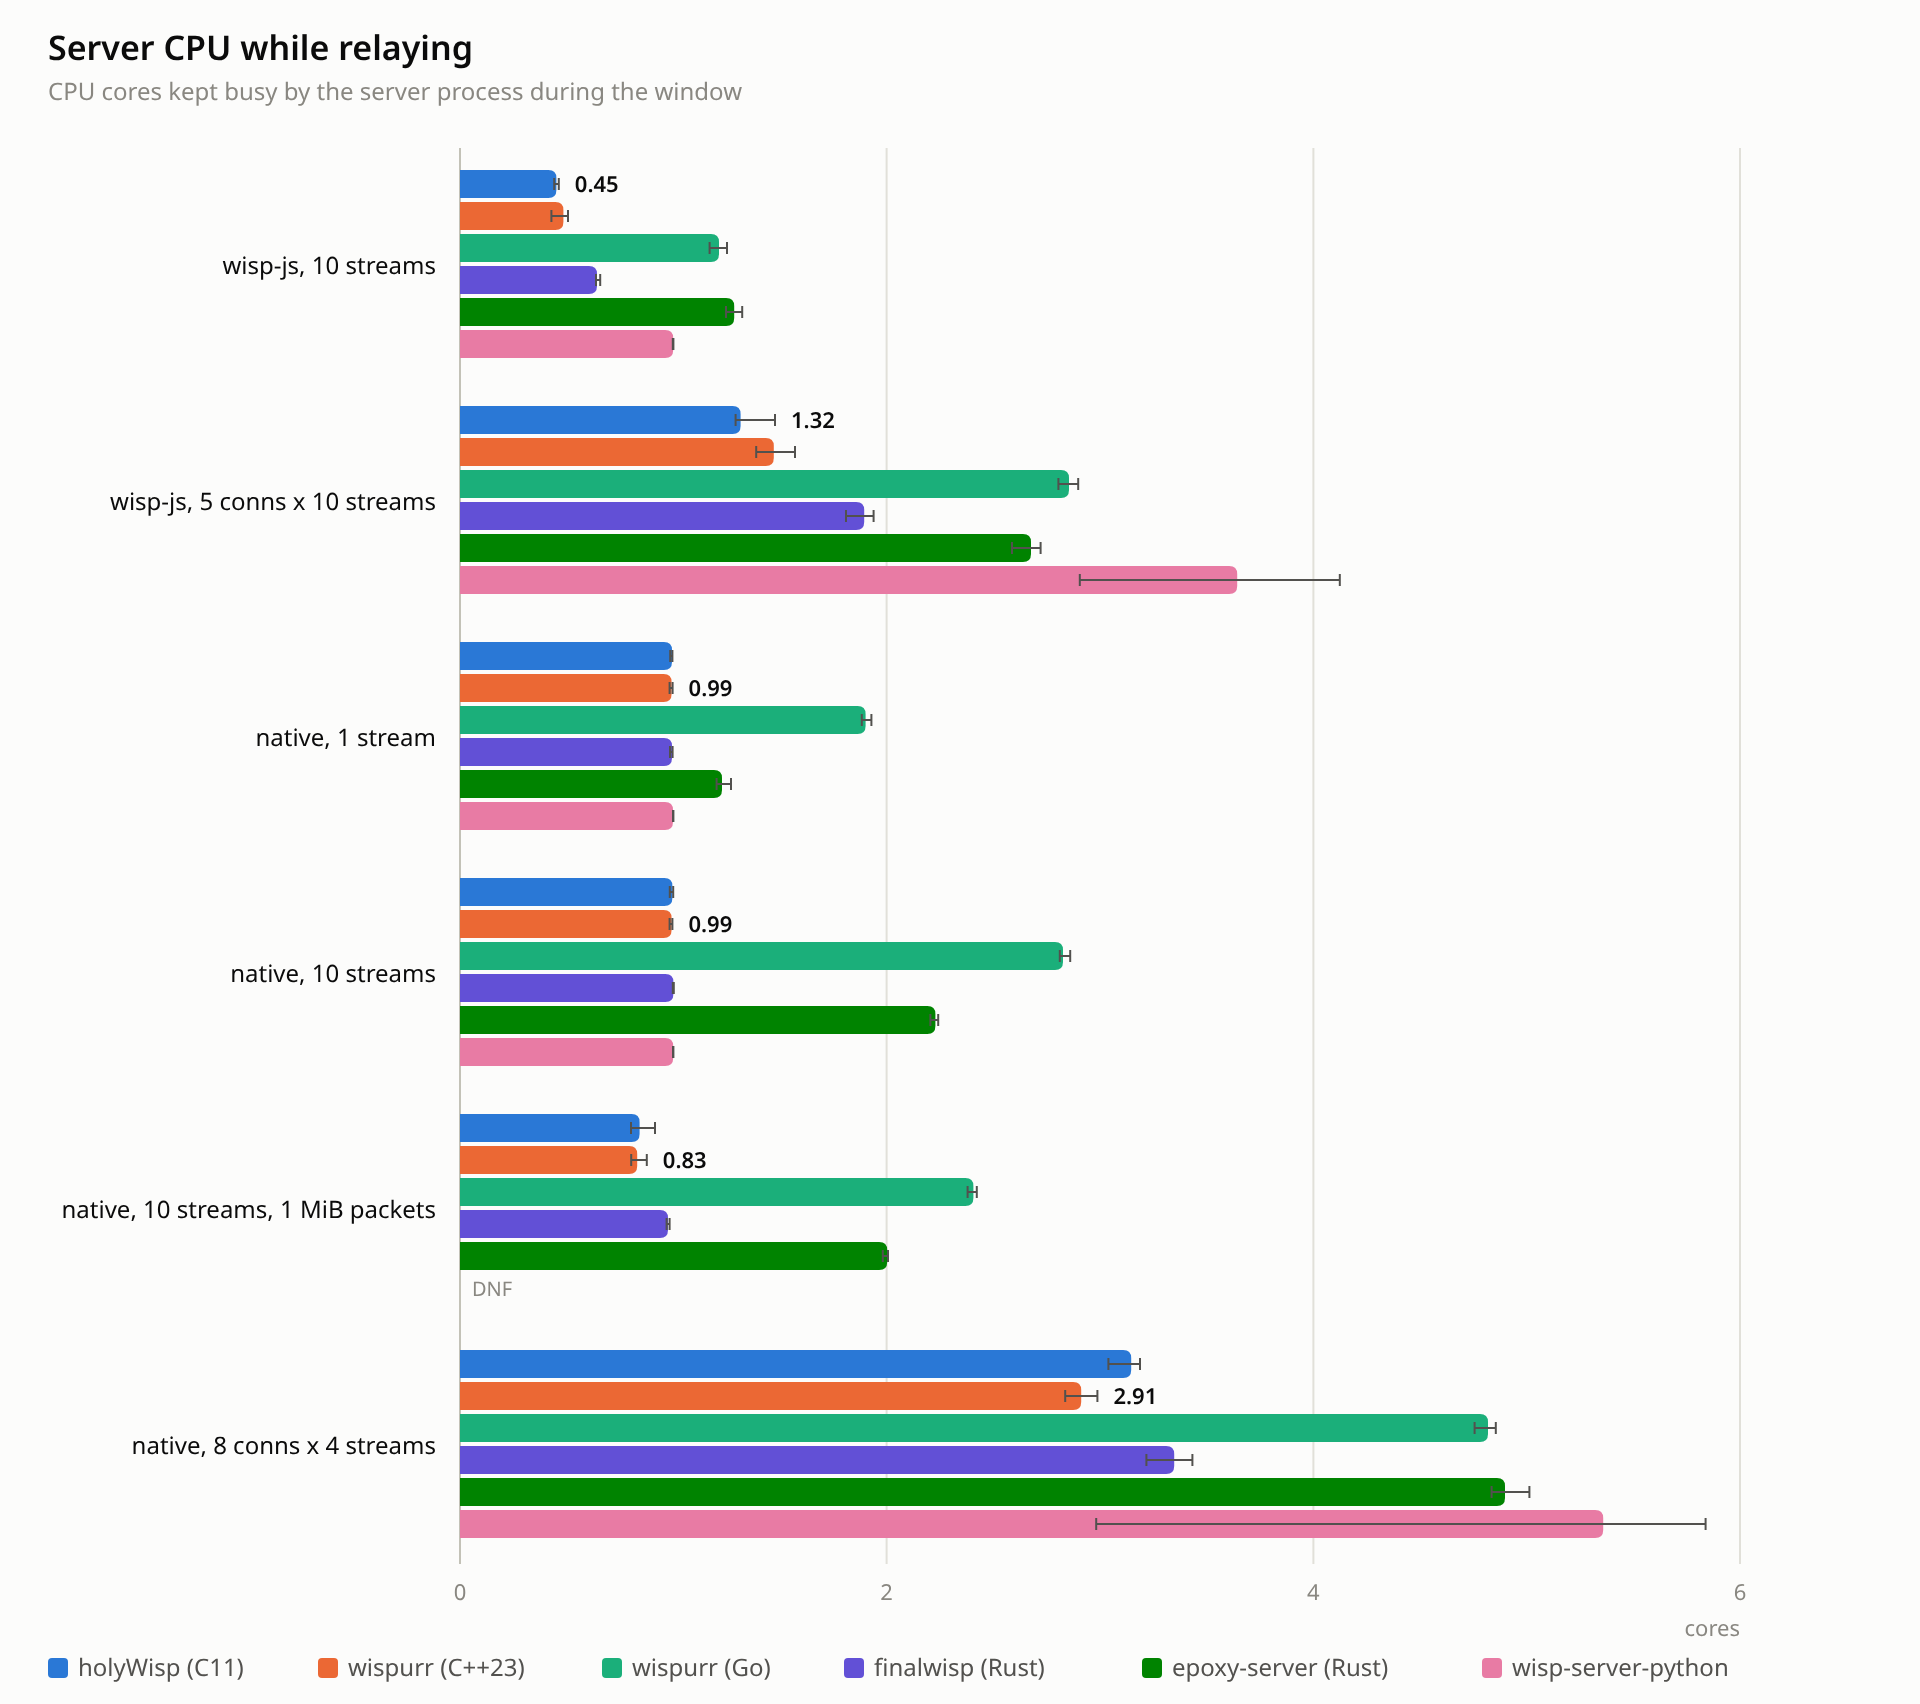 Server CPU while relaying
CPU cores kept busy by the server process during the window
0.45
wisp-js, 10 streams
1.32
wisp-js, 5 conns x 10 streams
0.99
native, 1 stream
0.99
native, 10 streams
0.83
native, 10 streams, 1 MiB packets
DNF
2.91
native, 8 conns x 4 streams
0 2 4 6
cores
holyWisp (C11) wispurr (C++23) wispurr (Go) finalwisp (Rust) epoxy-server (Rust) wisp-server-python